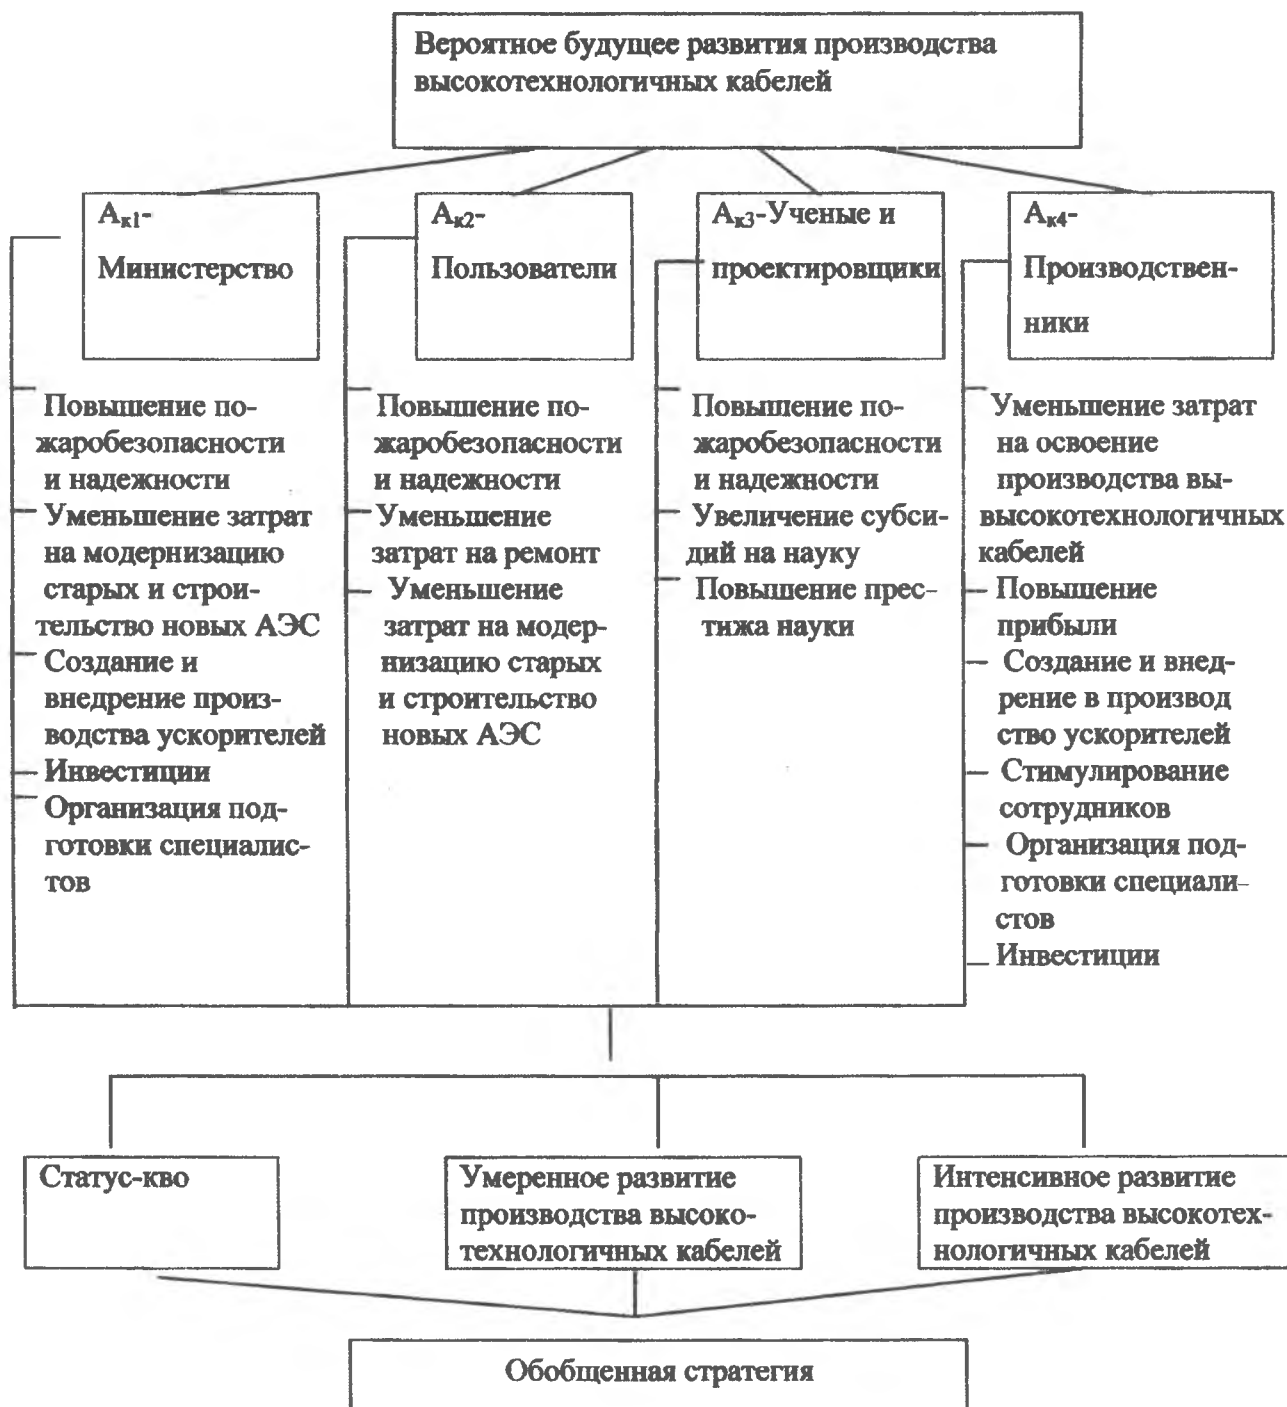 Вероятное будущее развития производства
высокотехнологичных кабелей
Aк1-
Министерство
Aк2-
Пользователи
Aк3-Ученые и
проектировщики
Aк4-
Производствен-
ники
Повышение по-
жаробезопасности
и надежности
Уменьшение затрат
на модернизацию
старых и строи-
тельство новых АЭС
Создание и
внедрение произ-
водства ускорителей
Инвестиции
Организация под-
готовки специалис-
тов
Повышение по-
жаробезопасности
и надежности
Уменьшение
затрат на ремонт
Уменьшение
затрат на модер-
низацию старых
и строительство
новых АЭС
Повышение по-
жаробезопасности
и надежности
Увеличение субси-
дий на науку
Повышение прес-
тижа науки
Уменьшение затрат
на освоение
производства вы-
высокотехнологичных
кабелей
Повышение
прибыли
Создание и внед-
рение в производ
ство ускорителей
Стимулирование
сотрудников
Организация под-
готовки специали-
стов
Инвестиции
Статус-кво
Умеренное развитие
производства высоко-
технологичных кабелей
Интенсивное развитие
производства высокотех-
нологичных кабелей
Обобщенная стратегия